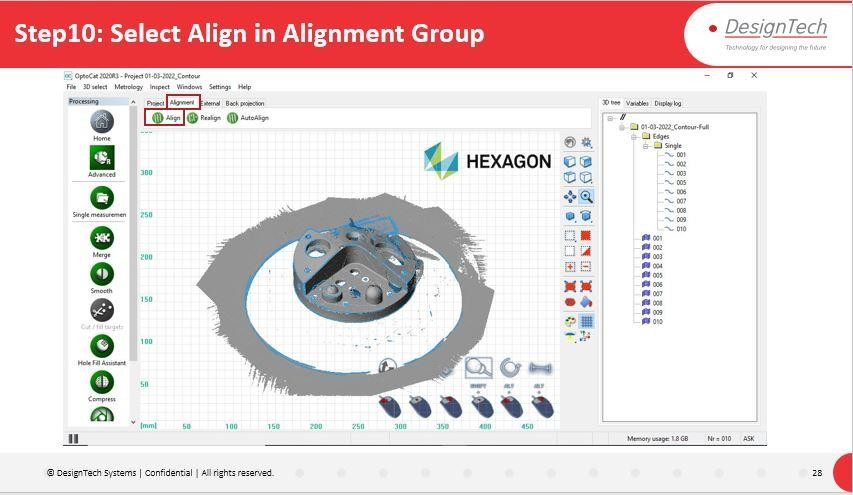 Step10: Select Align in Alignment Group
DesignTech
Technology for designing the future
OptoCat 2020R3 - Project 01-03-2022_Contour
File 3D select Metrology Inspect Windows Settings Help
Processing
Project Alignment External Back projection
3D tree Variables Display log
Align Realign AutoAlign
Home
Advanced
Single measuremen
Merge
Smooth
Cut / fill targets
Hole Fill Assistant
Compress
HEXAGON
300
250
200
150
100
50
[mm] 50 100 150 200 250 300 350 400 450
SHIFT ALT ALT
+ + +
//
01-03-2022_Contour-Full
Edges
Single
001
002
003
005
006
007
008
009
010
001
002
003
004
005
006
007
008
009
010
Memory usage: 1.8 GB Nr = 010 ASK
© DesignTech Systems | Confidential | All rights reserved.
28